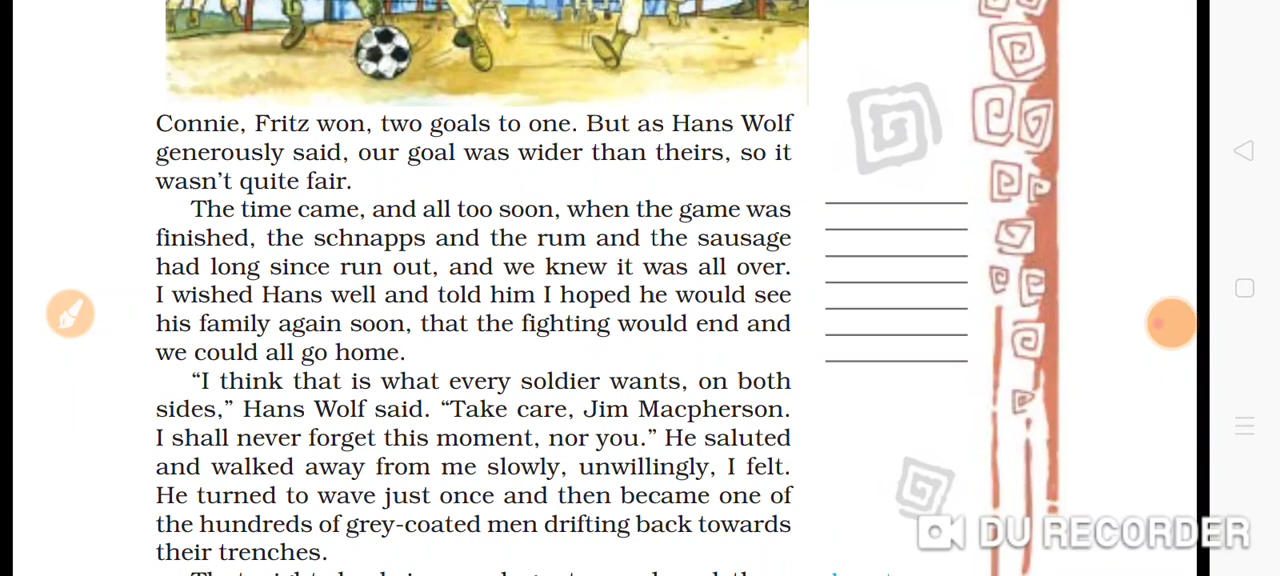 Connie, Fritz won, two goals to one. But as Hans Wolf
generously said, our goal was wider than theirs, so it
wasn't quite fair.
The time came, and all too soon, when the game was
finished, the schnapps and the rum and the sausage
had long since run out, and we knew it was all over.
I wished Hans well and told him I hoped he would see
his family again soon, that the fighting would end and
we could all go home.
“I think that is what every soldier wants, on both
sides,” Hans Wolf said. “Take care, Jim Macpherson.
I shall never forget this moment, nor you.” He saluted
and walked away from me slowly, unwillingly, I felt.
He turned to wave just once and then became one of
the hundreds of grey-coated men drifting back towards
their trenches.
DU RECORDER